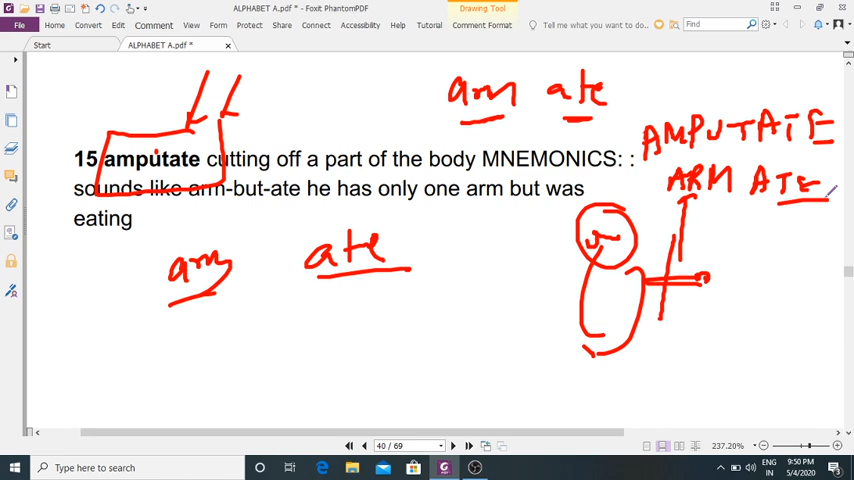 ALPHABET A.pdf * - Foxit PhantomPDF
Drawing Tool
File Home Convert Edit Comment View Form Protect Share Connect Accessibility Help Tutorial Comment Format Tell me what you want to do... Find
Start ALPHABET A.pdf *
arm ate
AMPUTATE
15 amputate cutting off a part of the body MNEMONICS: :
ARM ATE
sounds like arm-but-ate he has only one arm but was
eating
arm ate
40 / 69 237.20%
Type here to search
ENG 9:50 PM
IN 5/4/2020
3